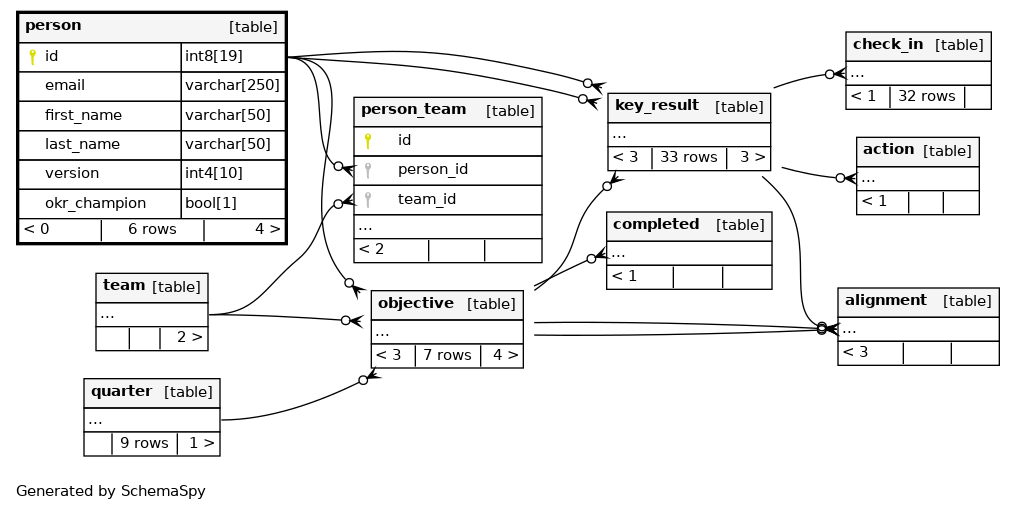 person [table]
id int8[19]
email varchar[250]
first_name varchar[50]
last_name varchar[50]
version int4[10]
okr_champion bool[1]
< 0 6 rows 4 >
person_team [table]
id
person_id
team_id
...
< 2
key_result [table]
...
< 3 33 rows 3 >
check_in [table]
...
< 1 32 rows
action [table]
...
< 1
completed [table]
...
< 1
team [table]
...
2 >
objective [table]
...
< 3 7 rows 4 >
alignment [table]
...
< 3
quarter [table]
...
9 rows 1 >
Generated by SchemaSpy